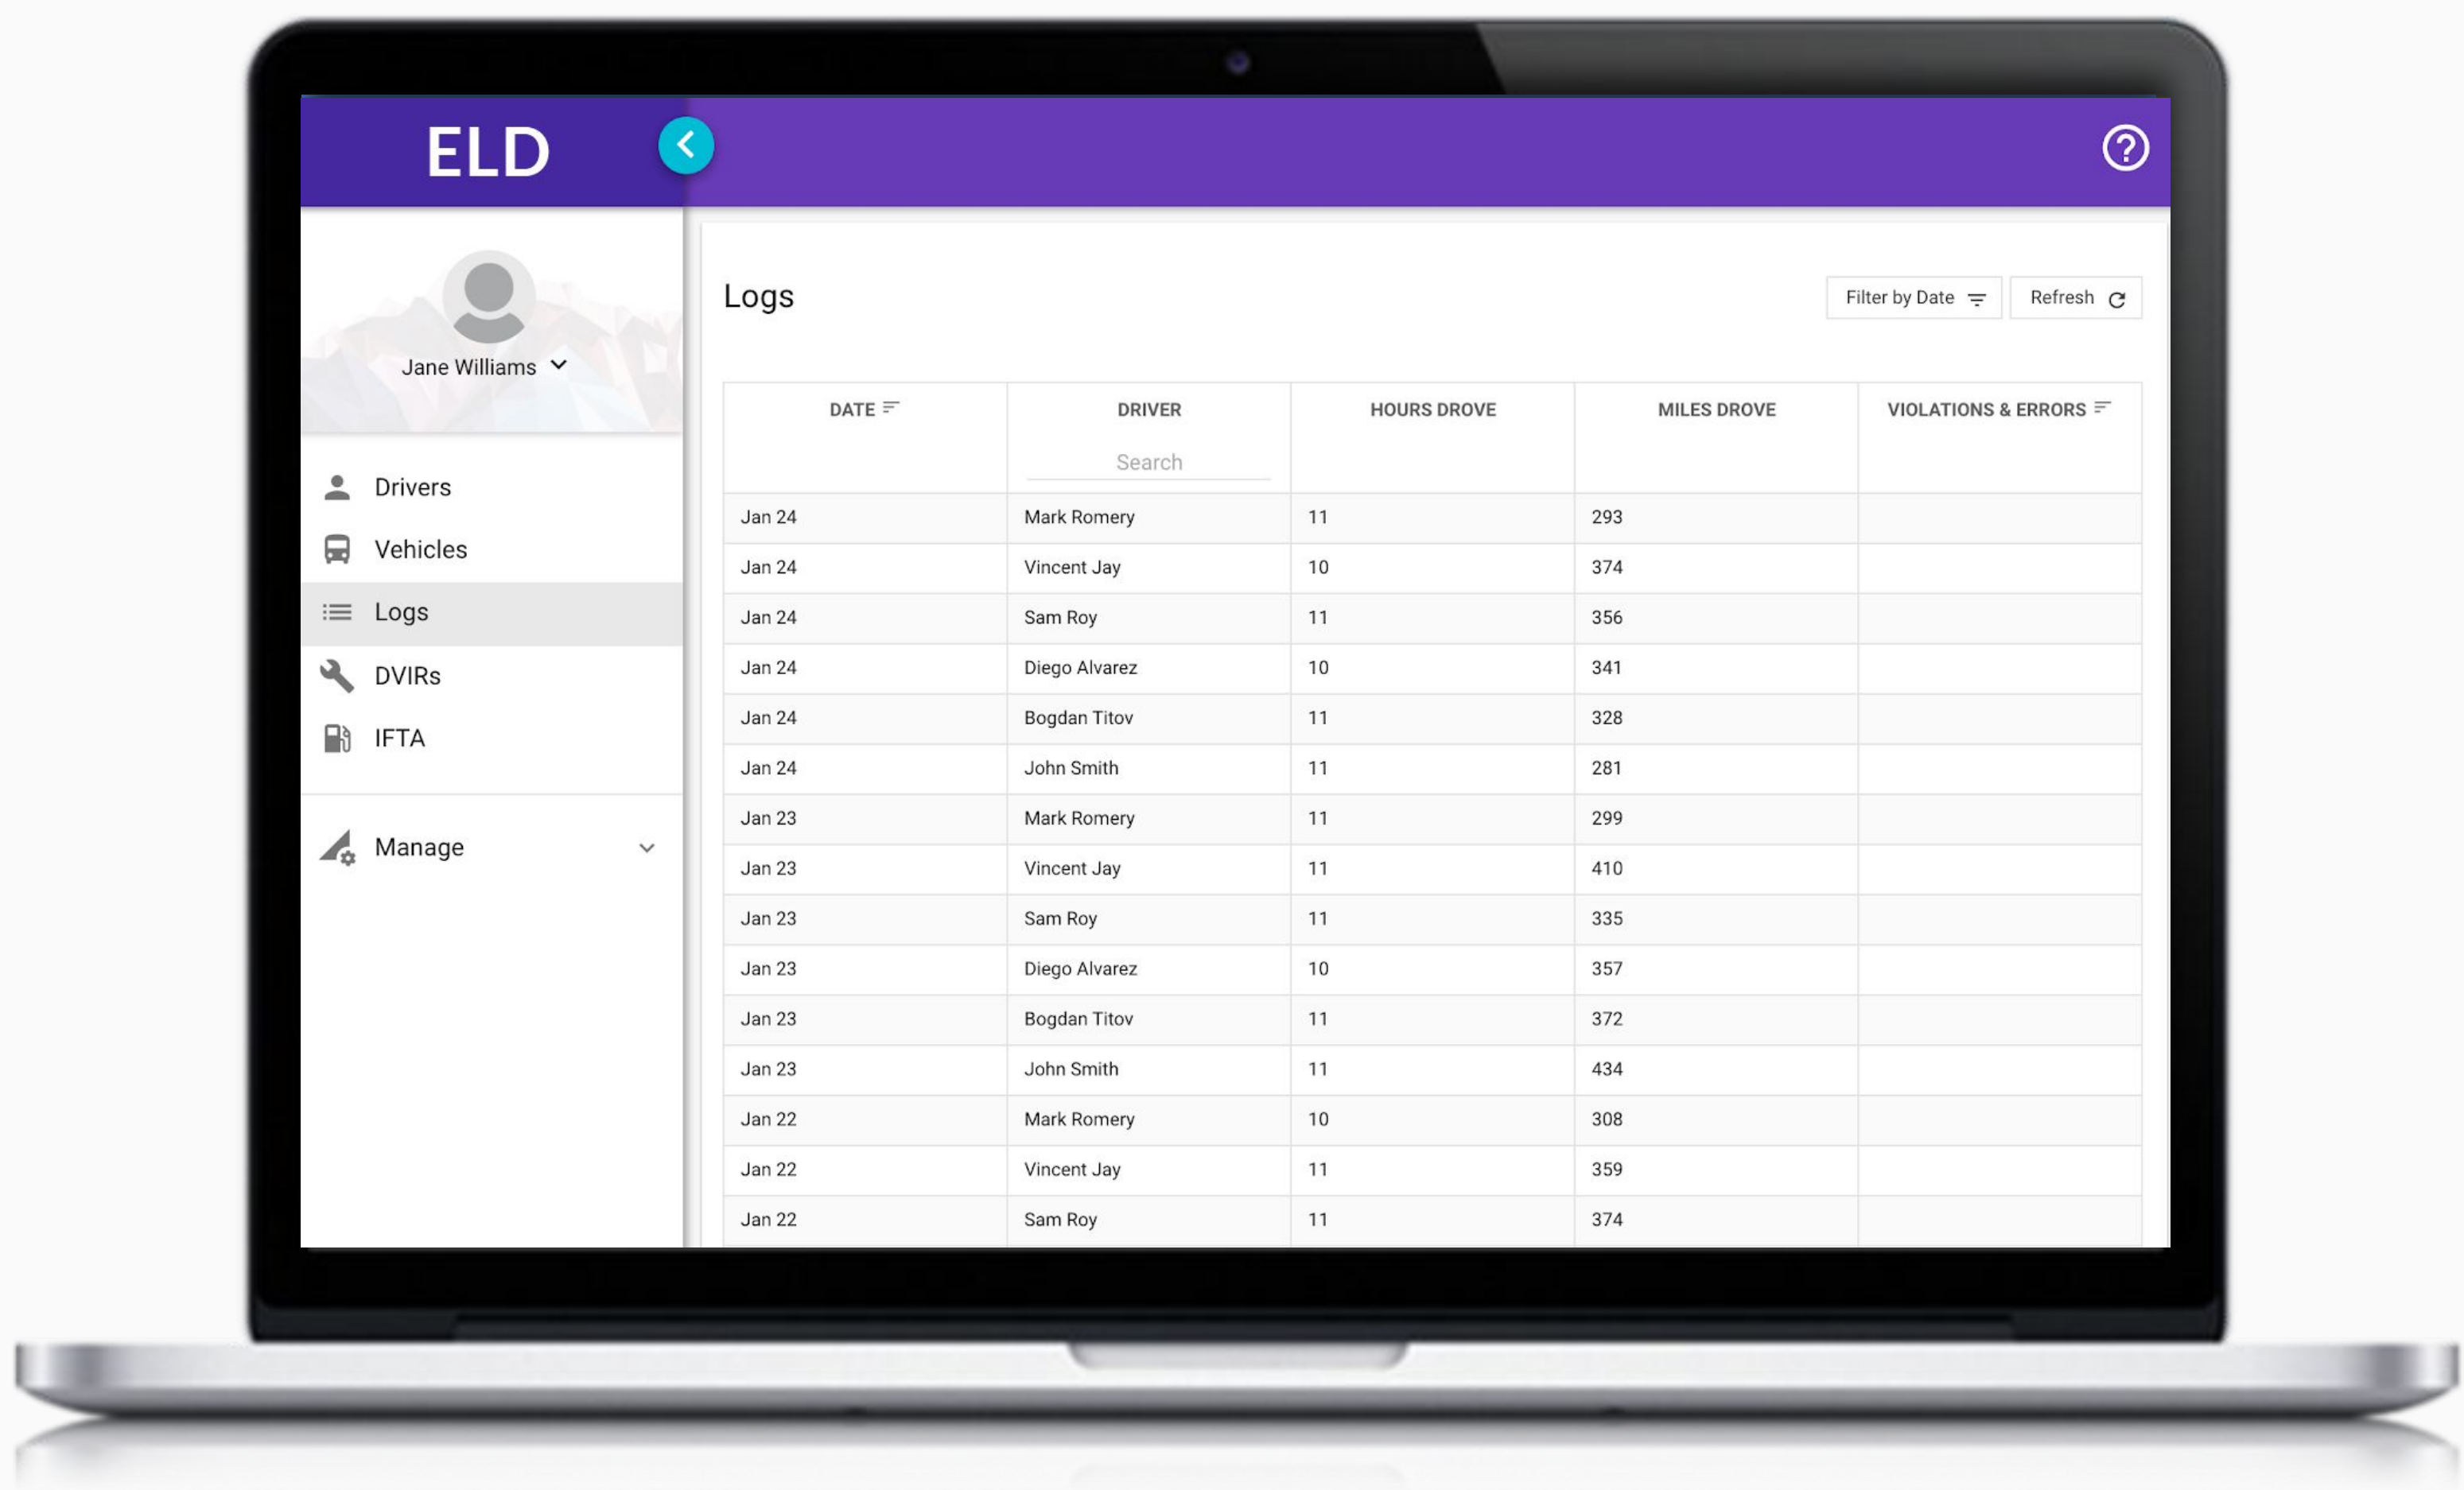 ELD
Jane Williams
Drivers
Vehicles
Logs
DVIRs
IFTA
Manage
Logs
Filter by Date
Refresh
DATE DRIVER HOURS DROVE MILES DROVE VIOLATIONS & ERRORS
Search
Jan 24 Mark Romery 11 293
Jan 24 Vincent Jay 10 374
Jan 24 Sam Roy 11 356
Jan 24 Diego Alvarez 10 341
Jan 24 Bogdan Titov 11 328
Jan 24 John Smith 11 281
Jan 23 Mark Romery 11 299
Jan 23 Vincent Jay 11 410
Jan 23 Sam Roy 11 335
Jan 23 Diego Alvarez 10 357
Jan 23 Bogdan Titov 11 372
Jan 23 John Smith 11 434
Jan 22 Mark Romery 10 308
Jan 22 Vincent Jay 11 359
Jan 22 Sam Roy 11 374